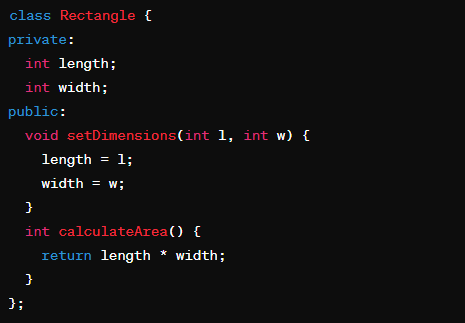 class Rectangle {
private:
  int length;
  int width;
public:
  void setDimensions(int l, int w) {
    length = l;
    width = w;
  }
  int calculateArea() {
    return length * width;
  }
};